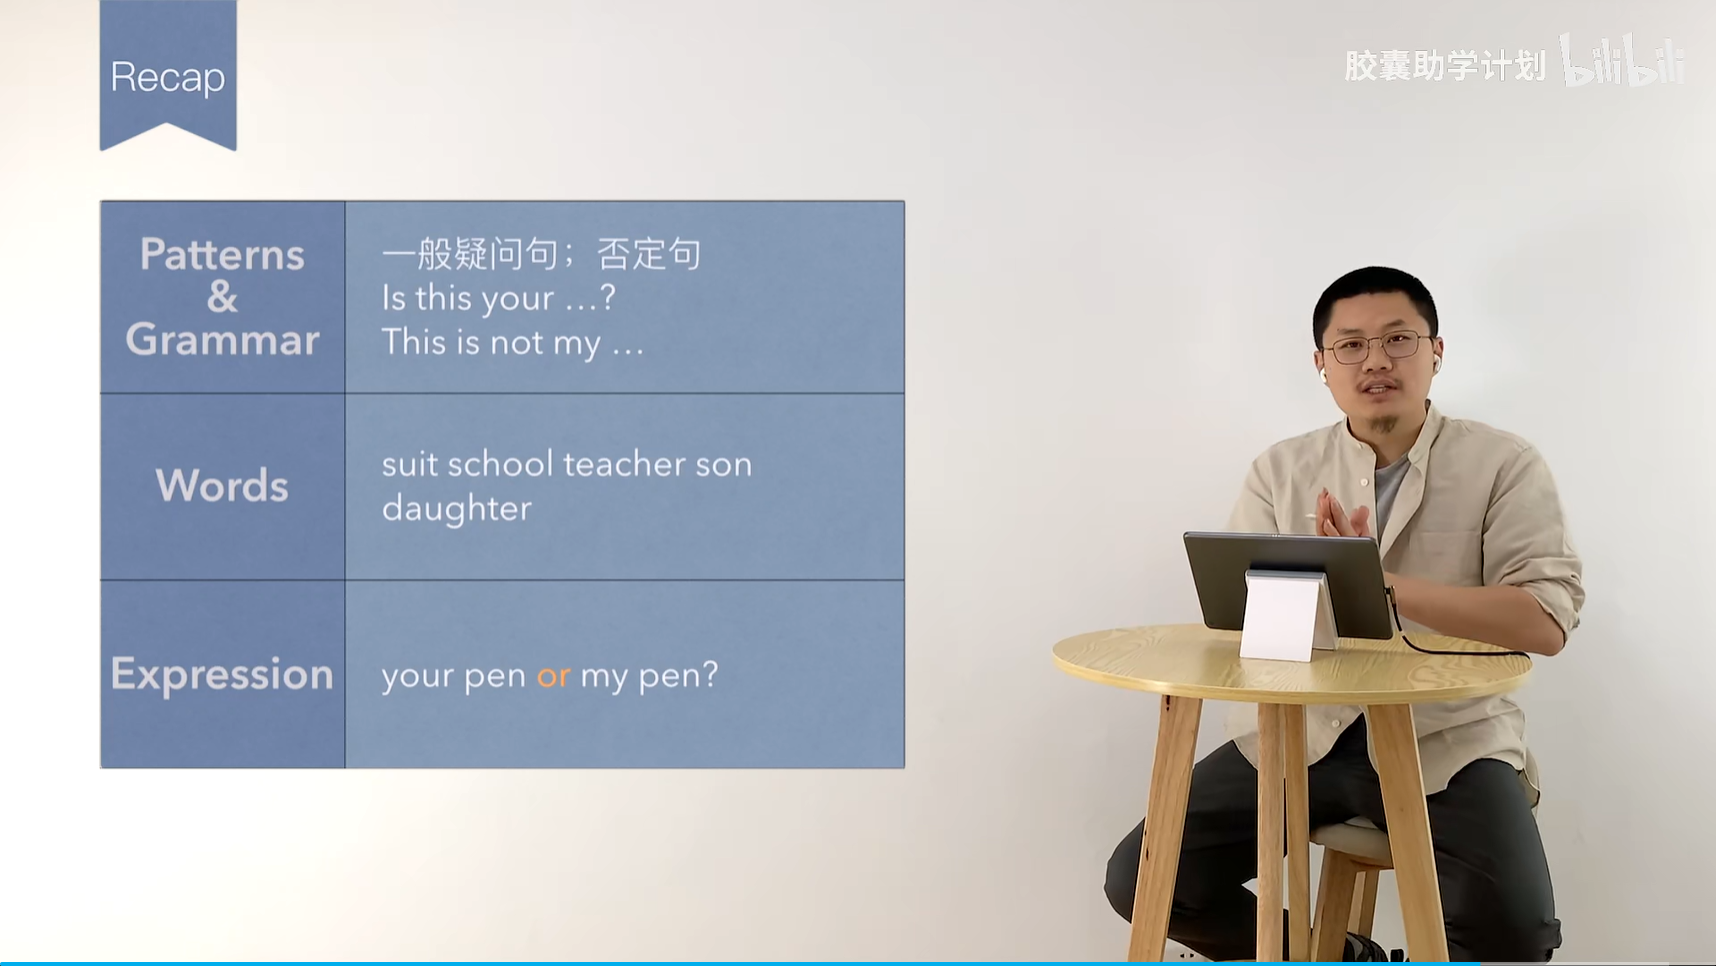 Recap
胶囊助学计划 bilibili
Patterns
&
Grammar
一般疑问句；否定句
Is this your ...?
This is not my ...
Words
suit school teacher son
daughter
Expression
your pen or my pen?